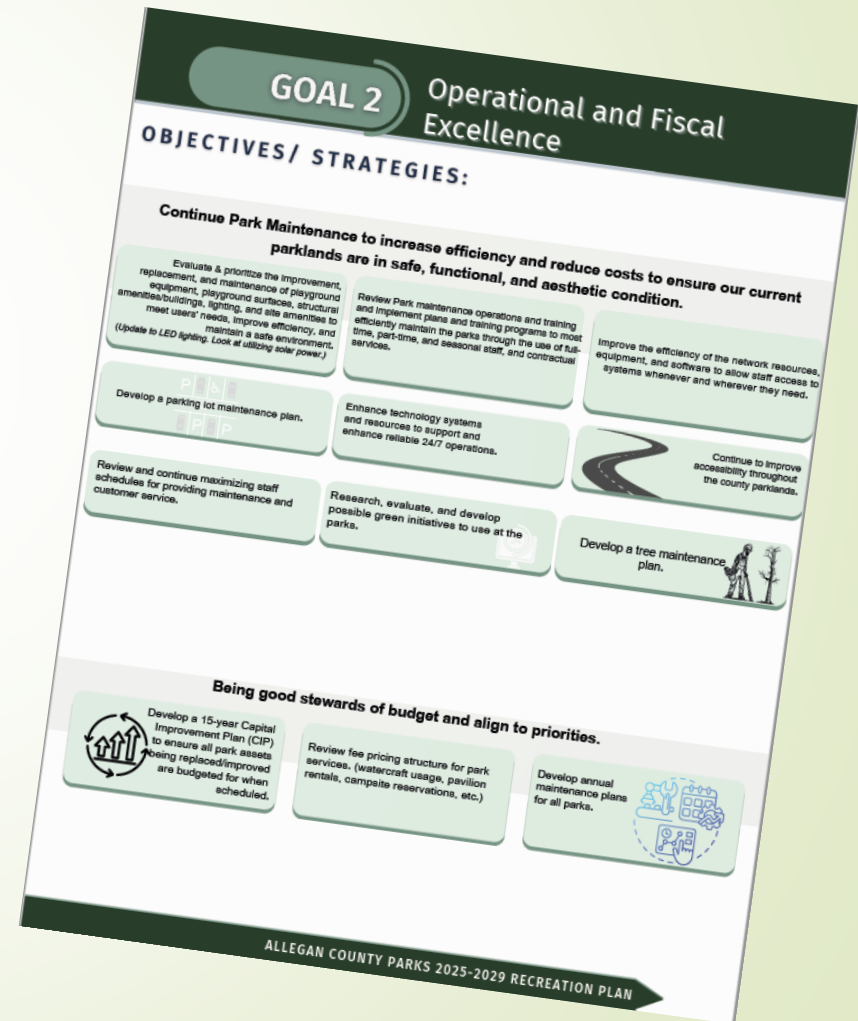 GOAL 2
Operational and Fiscal
Excellence
OBJECTIVES/ STRATEGIES:
Continue Park Maintenance to increase efficiency and reduce costs to ensure our current
parklands are in safe, functional, and aesthetic condition.
Evaluate & prioritize the improvement,
replacement, and maintenance of playground
equipment, playground surfaces, structural
amenities/buildings, lighting, and site amenities to
meet users' needs, improve efficiency, and
maintain a safe environment.
(Update to LED lighting. Look at utilizing solar power.)
Review Park maintenance operations and training
and implement plans and training programs to most
efficiently maintain the parks through the use of full-
time, part-time, and seasonal staff, and contractual
services.
Improve the efficiency of the network resources,
equipment, and software to allow staff access to
systems whenever and wherever they need.
P
Develop a parking lot maintenance plan.
P P
Enhance technology systems
and resources to support and
enhance reliable 24/7 operations.
Continue to improve
accessibility throughout
the county parklands.
Review and continue maximizing staff
schedules for providing maintenance and
customer service.
Research, evaluate, and develop
possible green initiatives to use at the
parks.
Develop a tree maintenance
plan.
Being good stewards of budget and align to priorities.
Develop a 15-year Capital
Improvement Plan (CIP)
to ensure all park assets
being replaced/improved
are budgeted for when
scheduled.
Review fee pricing structure for park
services. (watercraft usage, pavilion
rentals, campsite reservations, etc.)
Develop annual
maintenance plans
for all parks.
ALLEGAN COUNTY PARKS 2025-2029 RECREATION PLAN